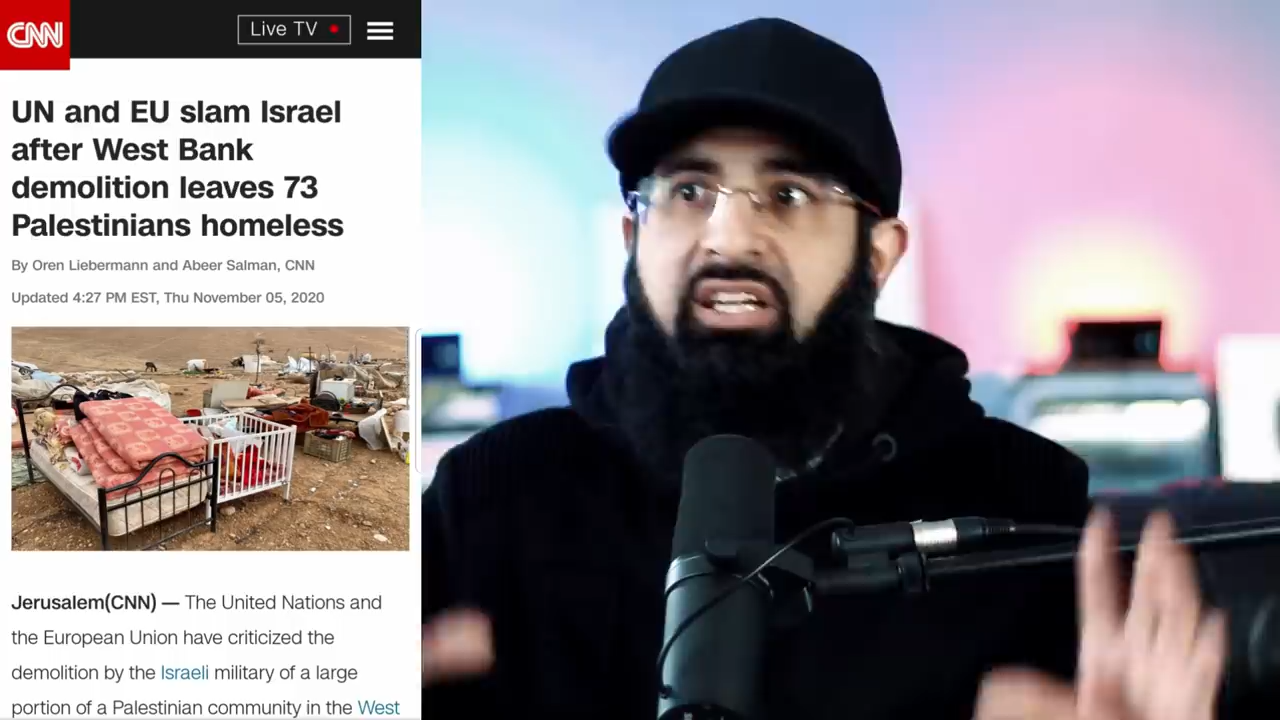 CNN
Live TV
UN and EU slam Israel
after West Bank
demolition leaves 73
Palestinians homeless
By Oren Liebermann and Abeer Salman, CNN
Updated 4:27 PM EST, Thu November 05, 2020
Jerusalem(CNN) — The United Nations and
the European Union have criticized the
demolition by the Israeli military of a large
portion of a Palestinian community in the West